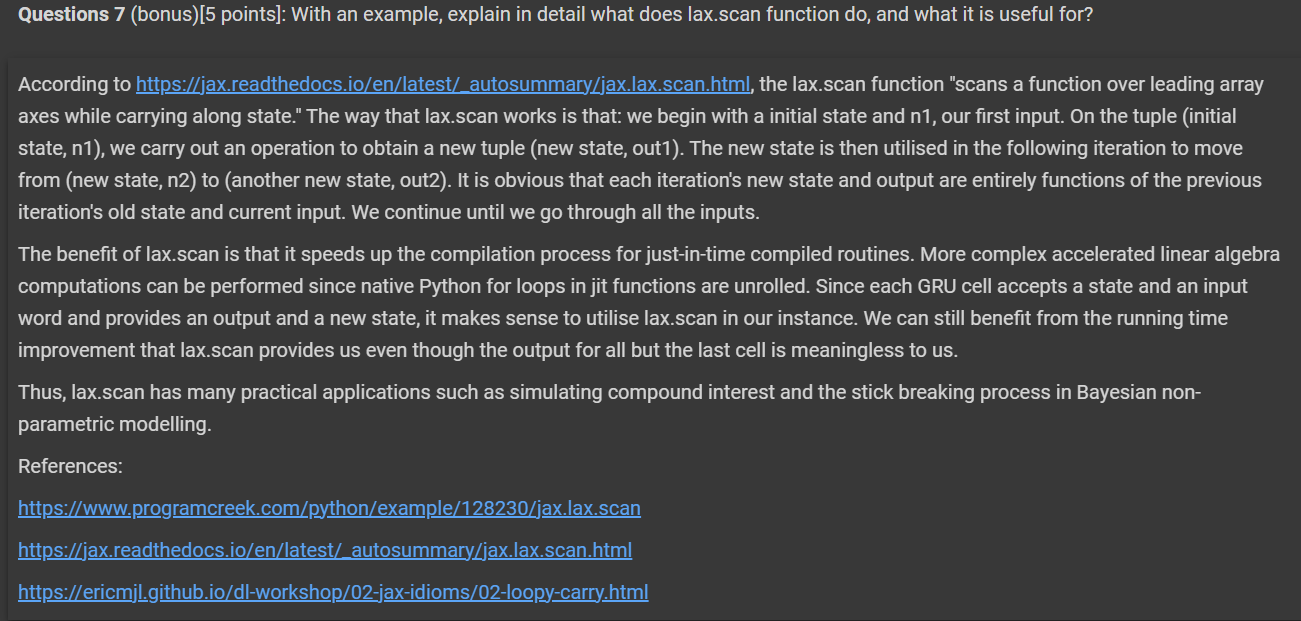 Questions 7 (bonus)[5 points]: With an example, explain in detail what does lax.scan function do, and what it is useful for?
According to https://jax.readthedocs.io/en/latest/_autosummary/jax.lax.scan.html, the lax.scan function "scans a function over leading array
axes while carrying along state." The way that lax.scan works is that: we begin with a initial state and n1, our first input. On the tuple (initial
state, n1), we carry out an operation to obtain a new tuple (new state, out1). The new state is then utilised in the following iteration to move
from (new state, n2) to (another new state, out2). It is obvious that each iteration's new state and output are entirely functions of the previous
iteration's old state and current input. We continue until we go through all the inputs.
The benefit of lax.scan is that it speeds up the compilation process for just-in-time compiled routines. More complex accelerated linear algebra
computations can be performed since native Python for loops in jit functions are unrolled. Since each GRU cell accepts a state and an input
word and provides an output and a new state, it makes sense to utilise lax.scan in our instance. We can still benefit from the running time
improvement that lax.scan provides us even though the output for all but the last cell is meaningless to us.
Thus, lax.scan has many practical applications such as simulating compound interest and the stick breaking process in Bayesian non-
parametric modelling.
References:
https://www.programcreek.com/python/example/128230/jax.lax.scan
https://jax.readthedocs.io/en/latest/_autosummary/jax.lax.scan.html
https://ericmjl.github.io/dl-workshop/02-jax-idioms/02-loopy-carry.html